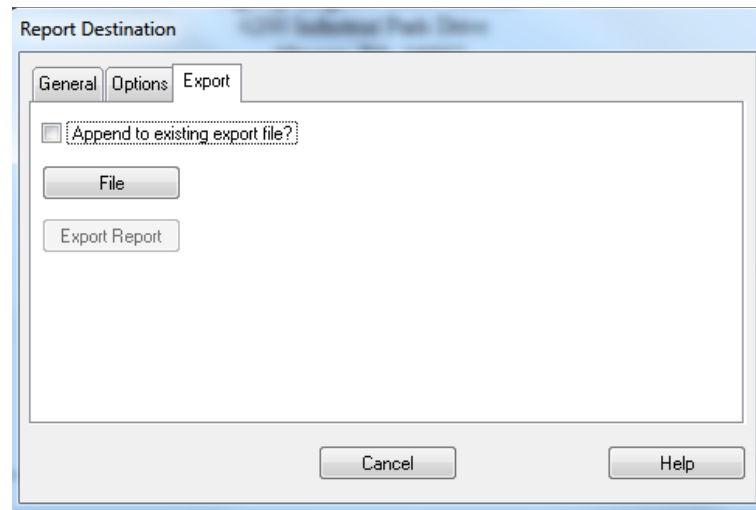 Report Destination
General Options Export
Append to existing export file?
File
Export Report
Cancel Help